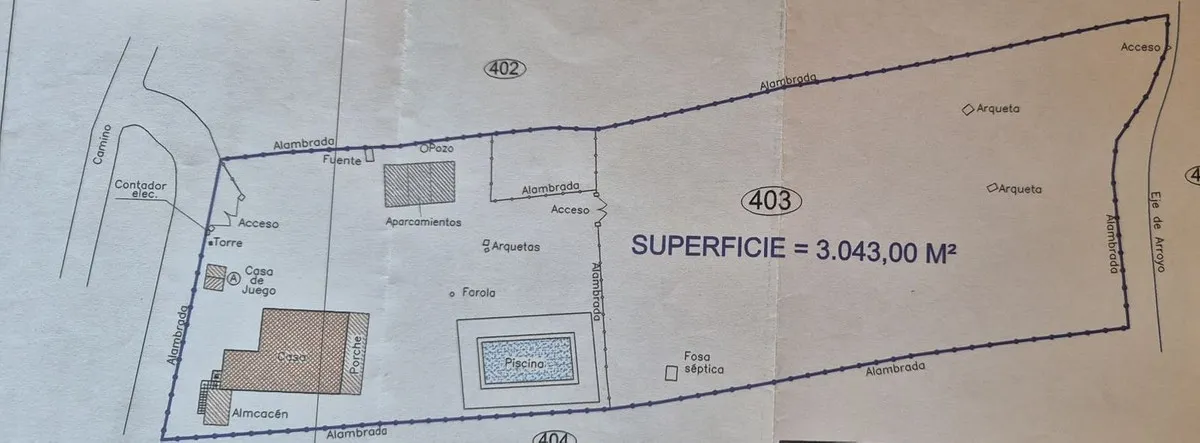 402
Acceso
Alambrada
Arqueta
Camino
Alambrada
Fuente
Pozo
Contador
elec.
Alambrada
Aparcamientos
Acceso
Acceso
403
Arqueta
Torre
Arquetas
SUPERFICIE = 3.043,00 M²
Alambrada
Eje de Arroyo
A
Casa
de
Juego
Farola
Alambrada
Alambrada
Casa
Porche
Piscina
Fosa
séptica
Alambrada
Almcacén
Alambrada
404